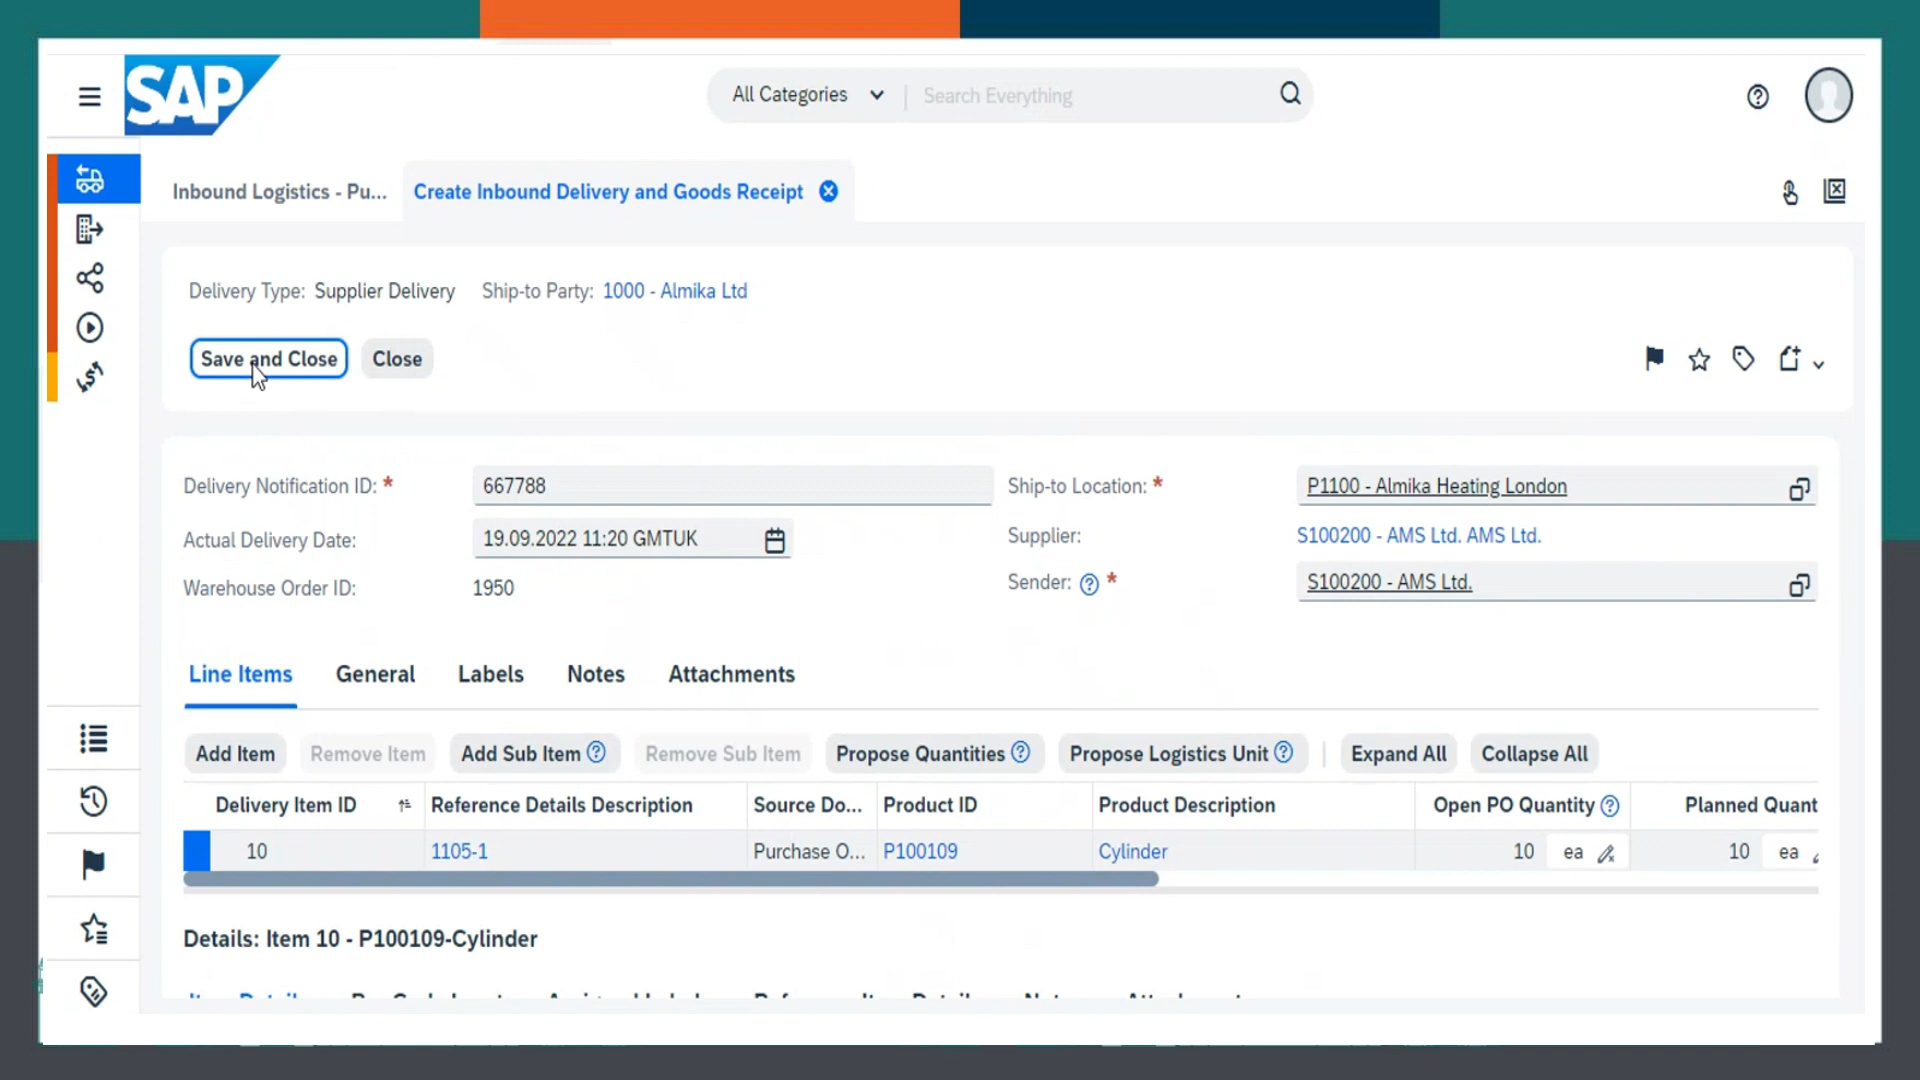 SAP
All Categories Search Everything
Inbound Logistics - Pu... Create Inbound Delivery and Goods Receipt
Delivery Type: Supplier Delivery Ship-to Party: 1000 - Almika Ltd
Save and Close Close
Delivery Notification ID: * 667788 Ship-to Location: * P1100 - Almika Heating London
Actual Delivery Date: 19.09.2022 11:20 GMTUK Supplier: S100200 - AMS Ltd. AMS Ltd.
Warehouse Order ID: 1950 Sender: * S100200 - AMS Ltd.
Line Items General Labels Notes Attachments
Add Item Remove Item Add Sub Item Remove Sub Item Propose Quantities Propose Logistics Unit Expand All Collapse All
Delivery Item ID Reference Details Description Source Do... Product ID Product Description Open PO Quantity Planned Quant
10 1105-1 Purchase O... P100109 Cylinder 10 ea 10 ea
Details: Item 10 - P100109-Cylinder